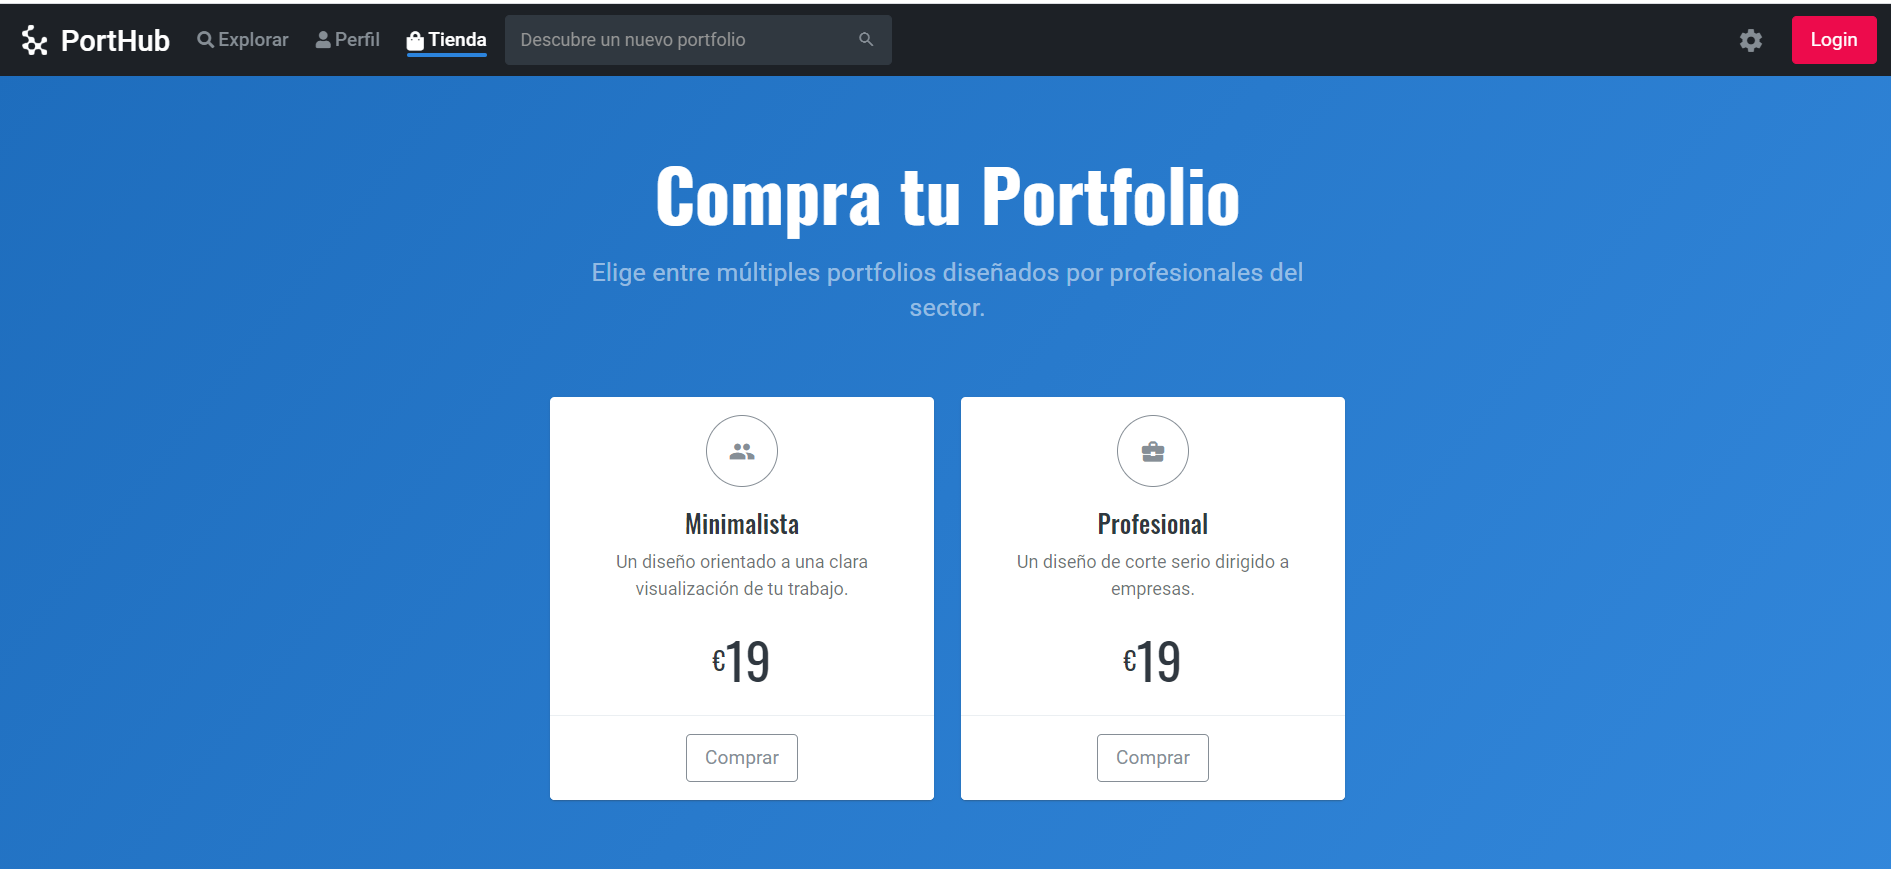 PortHub Explorar Perfil Tienda Descubre un nuevo portfolio Login
Compra tu Portfolio
Elige entre múltiples portfolios diseñados por profesionales del
sector.
Minimalista
Un diseño orientado a una clara
visualización de tu trabajo.
€19
Comprar
Profesional
Un diseño de corte serio dirigido a
empresas.
€19
Comprar